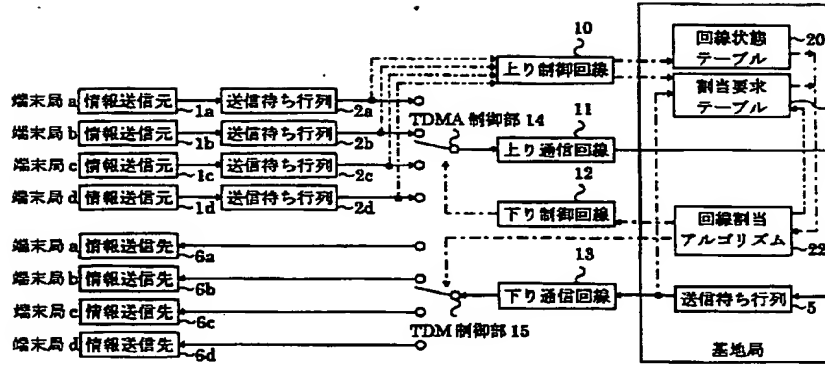 10
上り制御回線
回線状態
テーブル
20
割当要求
テーブル
端末局a 情報送信元 1a 送信待ち行列 2a
端末局b 情報送信元 1b 送信待ち行列 2b
端末局c 情報送信元 1c 送信待ち行列 2c
端末局d 情報送信元 1d 送信待ち行列 2d
TDMA 制御部 14
11
上り通信回線
12
下り制御回線
回線割当
アルゴリズム
22
端末局a 情報送信先 6a
端末局b 情報送信先 6b
端末局c 情報送信先 6c
端末局d 情報送信先 6d
13
下り通信回線
送信待ち行列 5
TDM 制御部 15
基地局